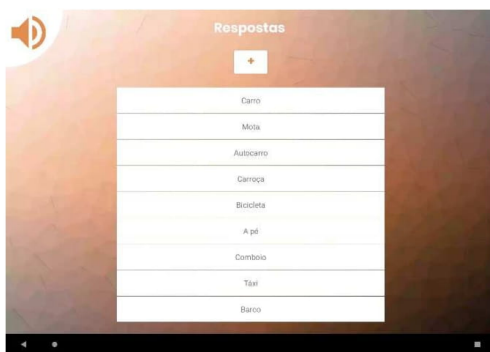 Respostas
+
Carro
Mota
Autocarro
Carroça
Bicicleta
A pé
Comboio
Táxi
Barco